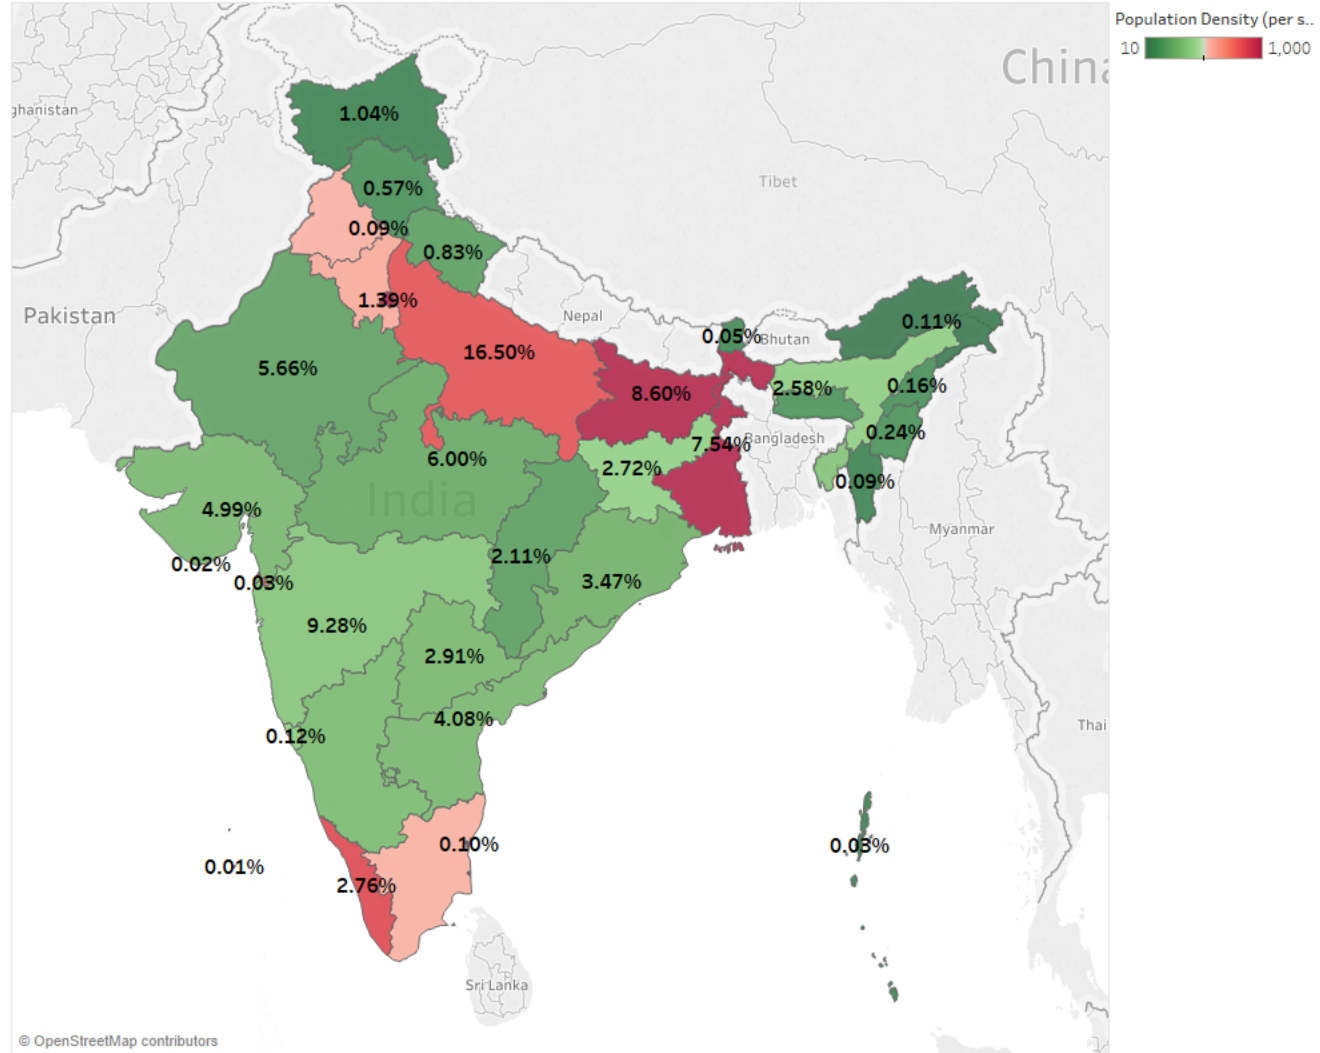 Population Density (per s..
10
1,000
China
ghanistan
1.04%
Tibet
0.57%
0.09%
0.83%
Pakistan
1.39%
Nepal
0.11%
0.05%
Bhutan
16.50%
5.66%
2.58%
0.16%
8.60%
0.24%
7.54%
Bangladesh
6.00%
2.72%
0.09%
India
4.99%
Myanmar
2.11%
0.02%
0.03%
3.47%
9.28%
2.91%
4.08%
Thai
0.12%
0.10%
0.03%
0.01%
2.76%
Sri Lanka
© OpenStreetMap contributors